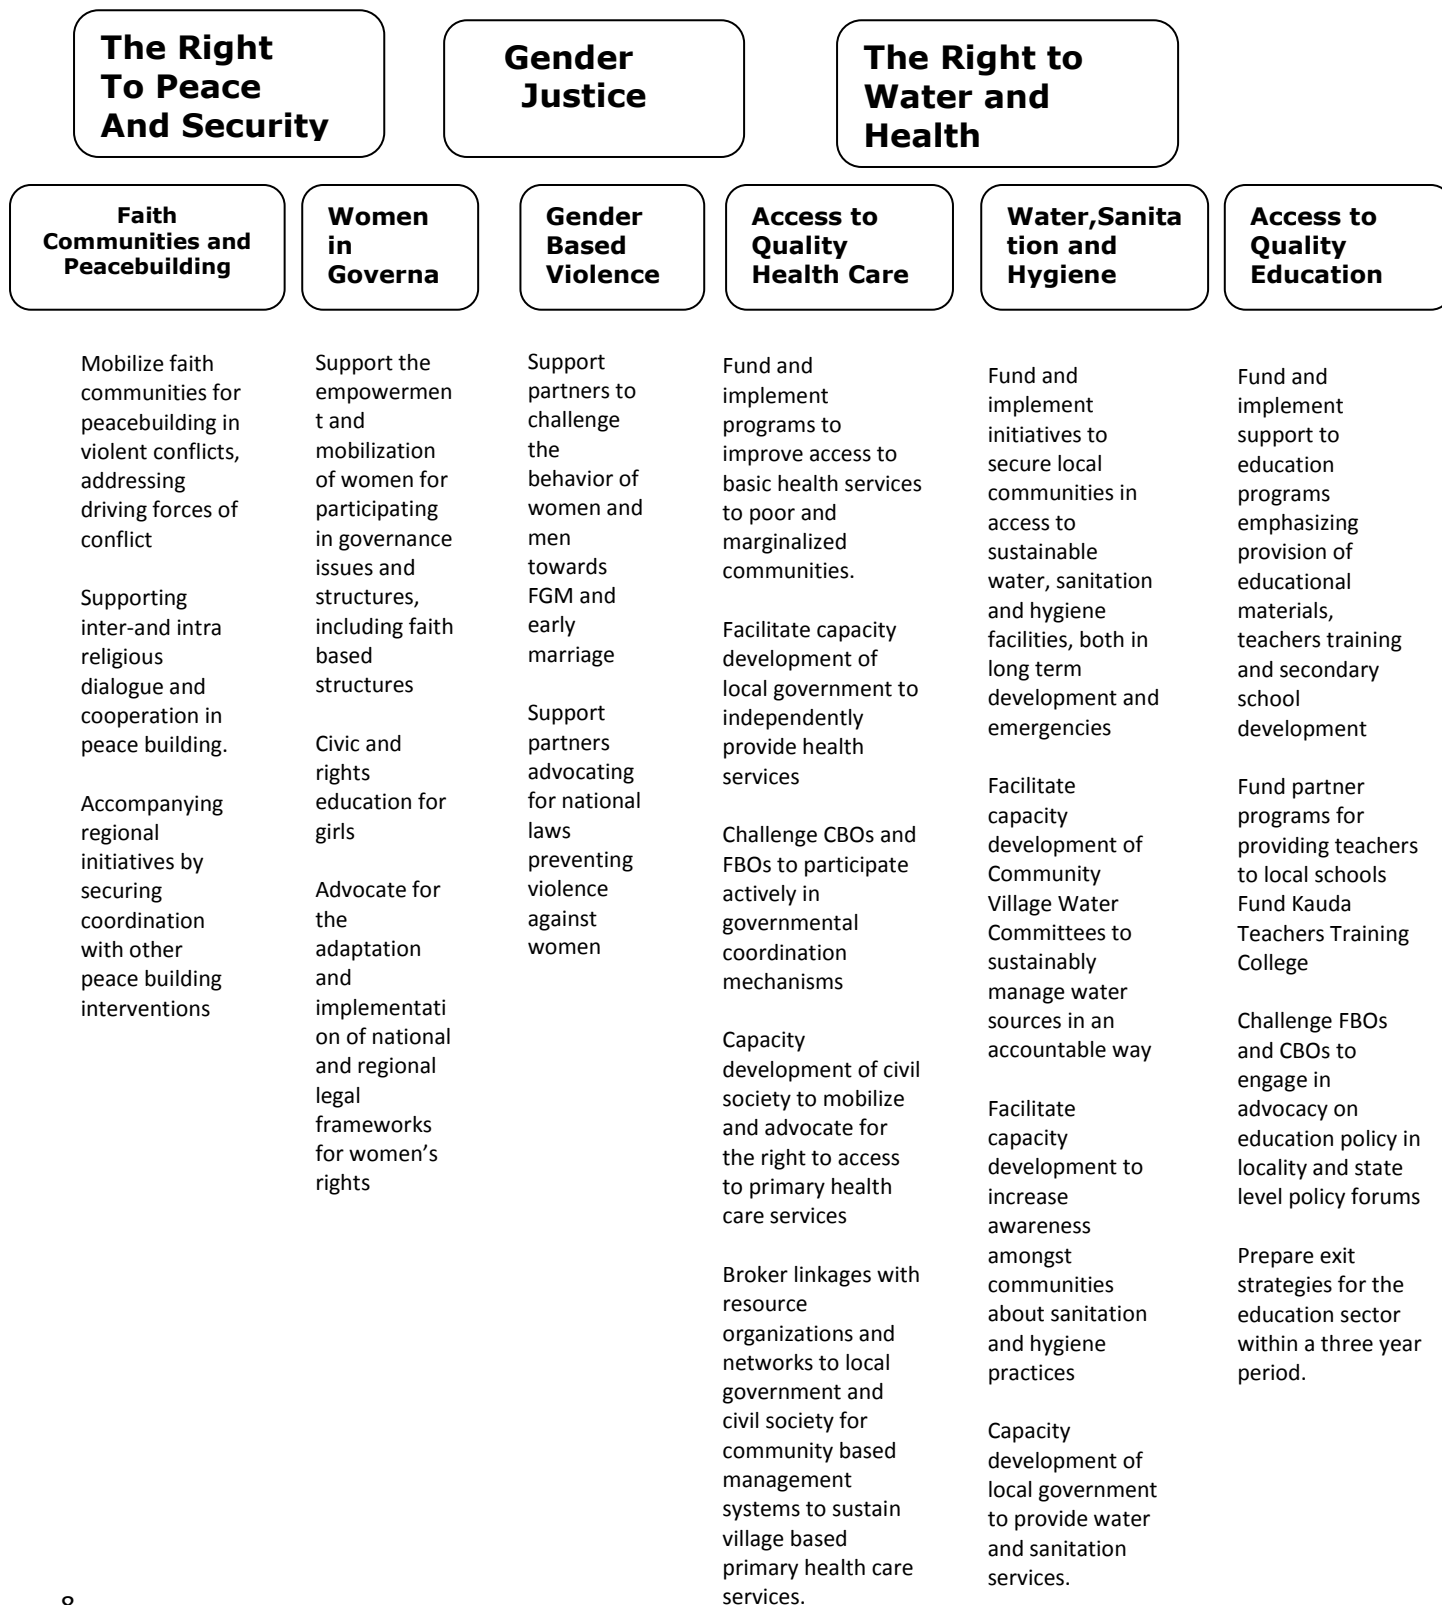 The Right
To Peace
And Security
Gender
Justice
The Right to
Water and
Health
Faith
Communities and
Peacebuilding
Women
in
Governa
Gender
Based
Violence
Access to
Quality
Health Care
Water,Sanita
tion and
Hygiene
Access to
Quality
Education
Mobilize faith
communities for
peacebuilding in
violent conflicts,
addressing
driving forces of
conflict
Supporting
inter-and intra
religious
dialogue and
cooperation in
peace building.
Accompanying
regional
initiatives by
securing
coordination
with other
peace building
interventions
Support the
empowermen
t and
mobilization
of women for
participating
in governance
issues and
structures,
including faith
based
structures
Civic and
rights
education for
girls
Advocate for
the
adaptation
and
implementati
on of national
and regional
legal
frameworks
for women’s
rights
Support
partners to
challenge
the
behavior of
women and
men
towards
FGM and
early
marriage
Support
partners
advocating
for national
laws
preventing
violence
against
women
Fund and
implement
programs to
improve access to
basic health services
to poor and
marginalized
communities.
Facilitate capacity
development of
local government to
independently
provide health
services
Challenge CBOs and
FBOs to participate
actively in
governmental
coordination
mechanisms
Capacity
development of civil
society to mobilize
and advocate for
the right to access
to primary health
care services
Broker linkages with
resource
organizations and
networks to local
government and
civil society for
community based
management
systems to sustain
village based
primary health care
services.
Fund and
implement
initiatives to
secure local
communities in
access to
sustainable
water, sanitation
and hygiene
facilities, both in
long term
development and
emergencies
Facilitate
capacity
development of
Community
Village Water
Committees to
sustainably
manage water
sources in an
accountable way
Facilitate
capacity
development to
increase
awareness
amongst
communities
about sanitation
and hygiene
practices
Capacity
development of
local government
to provide water
and sanitation
services.
Fund and
implement
support to
education
programs
emphasizing
provision of
educational
materials,
teachers training
and secondary
school
development
Fund partner
programs for
providing teachers
to local schools
Fund Kauda
Teachers Training
College
Challenge FBOs
and CBOs to
engage in
advocacy on
education policy in
locality and state
level policy forums
Prepare exit
strategies for the
education sector
within a three year
period.
8